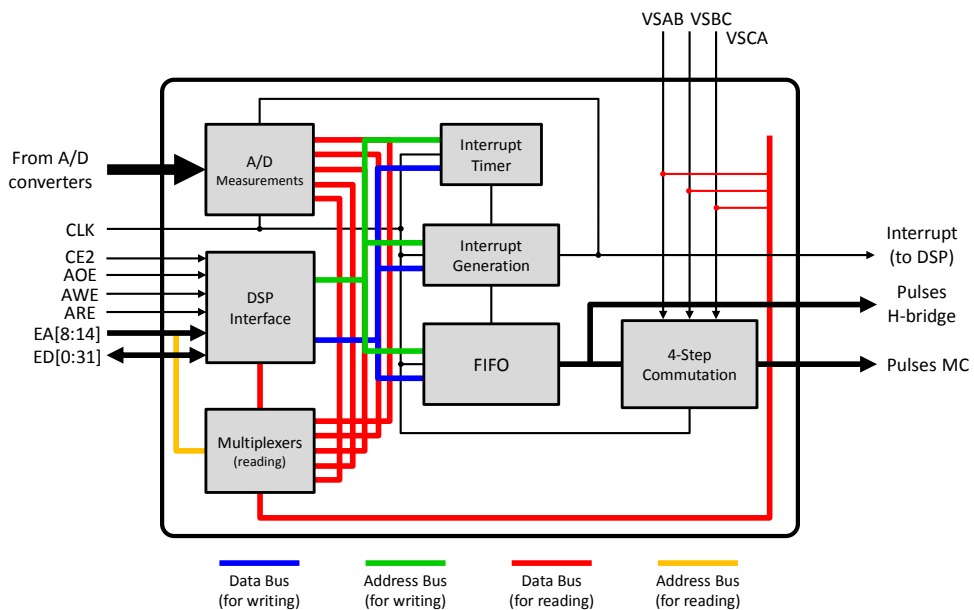 VSAB
VSBC
VSCA
From A/D
converters
A/D
Measurements
Interrupt
Timer
CLK
CE2
AOE
AWE
ARE
EA[8:14]
ED[0:31]
DSP
Interface
Interrupt
Generation
Interrupt
(to DSP)
Pulses
H-bridge
FIFO
4-Step
Commutation
Pulses MC
Multiplexers
(reading)
Data Bus
(for writing)
Address Bus
(for writing)
Data Bus
(for reading)
Address Bus
(for reading)